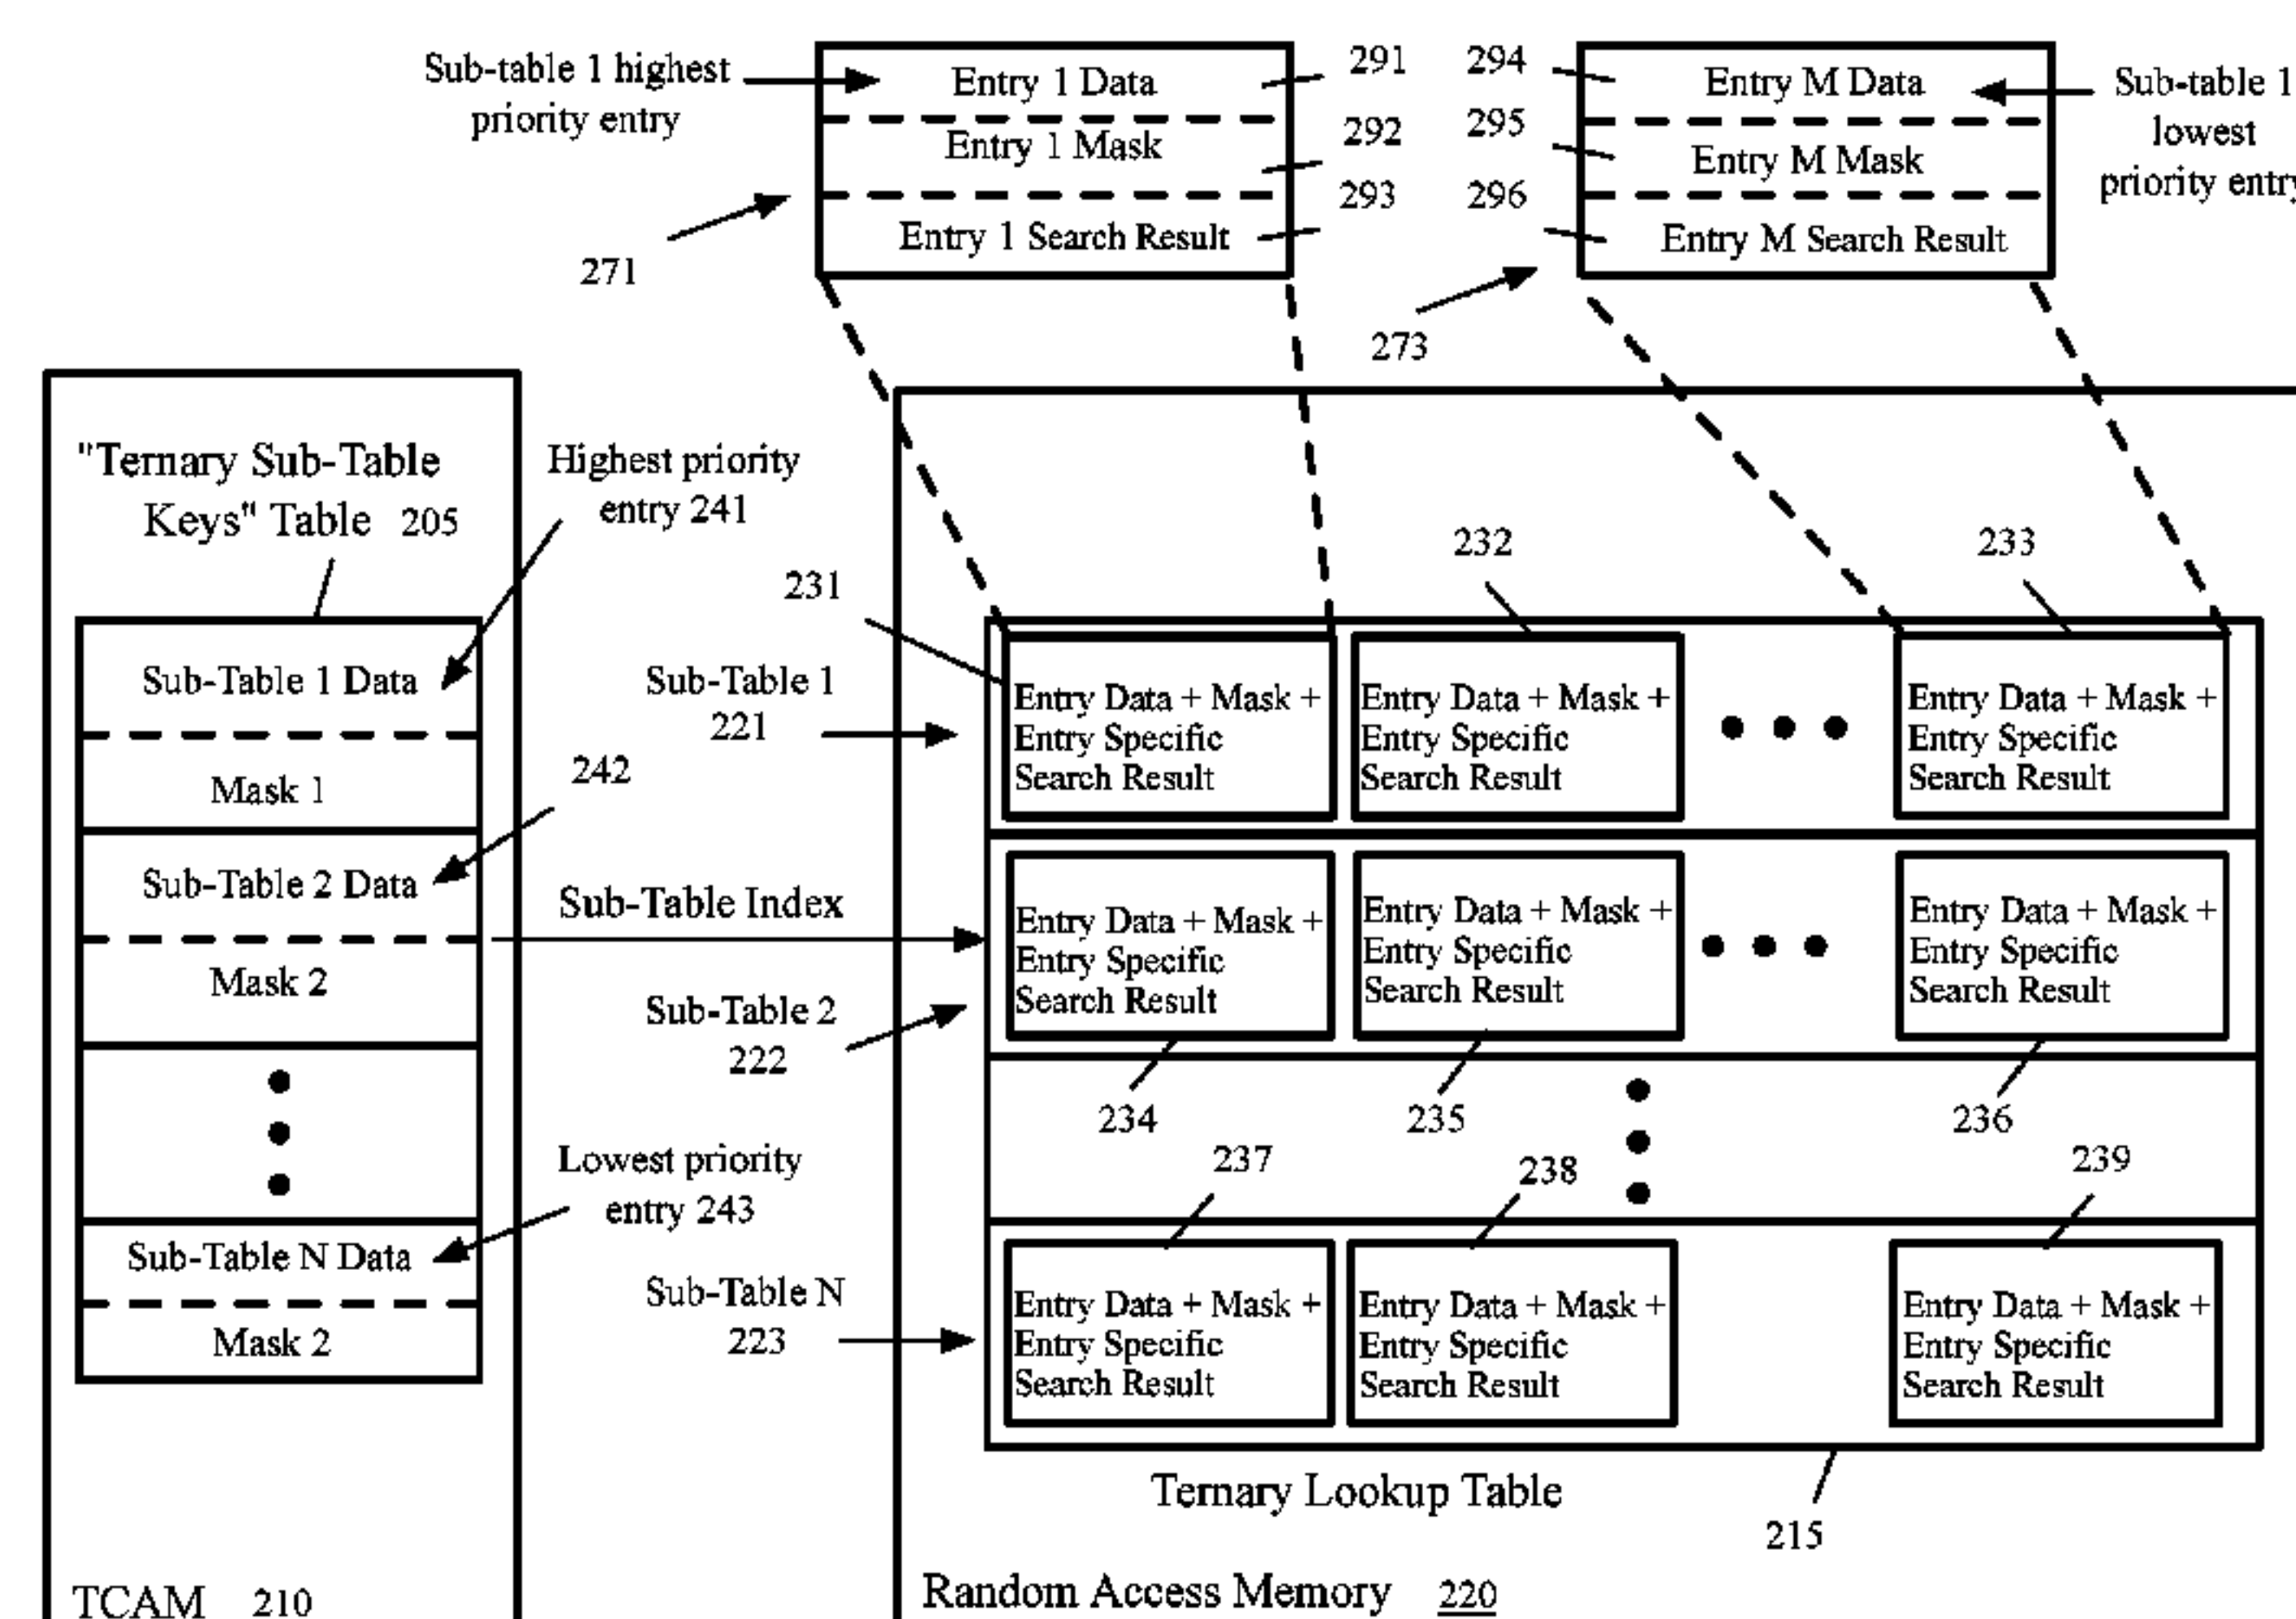 Sub-table 1 highest
priority entry
Entry 1 Data
Entry 1 Mask
Entry 1 Search Result
291
292
293
271
294
295
296
273
Entry M Data
Entry M Mask
Entry M Search Result
Sub-table 1
lowest
priority entry
"Ternary Sub-Table
Keys" Table 205
Highest priority
entry 241
Sub-Table 1 Data
Mask 1
242
Sub-Table 2 Data
Mask 2
Lowest priority
entry 243
Sub-Table N Data
Mask 2
TCAM 210
Sub-Table Index
231
232
233
Sub-Table 1
221
Entry Data + Mask +
Entry Specific
Search Result
Entry Data + Mask +
Entry Specific
Search Result
Entry Data + Mask +
Entry Specific
Search Result
Sub-Table 2
222
Entry Data + Mask +
Entry Specific
Search Result
Entry Data + Mask +
Entry Specific
Search Result
Entry Data + Mask +
Entry Specific
Search Result
234
235
236
237
238
239
Sub-Table N
223
Entry Data + Mask +
Entry Specific
Search Result
Entry Data + Mask +
Entry Specific
Search Result
Entry Data + Mask +
Entry Specific
Search Result
Ternary Lookup Table
215
Random Access Memory 220